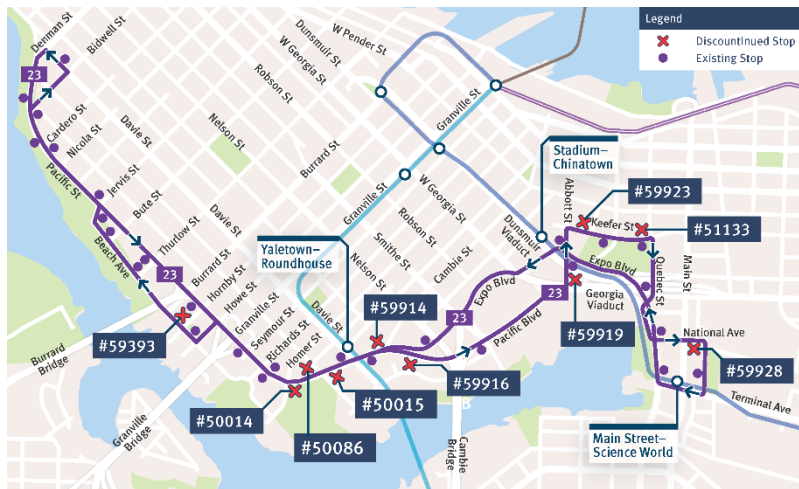 Legend
Discountinued Stop
Existing Stop
Denman St
Bidwell St
Dunsmuir St
W Pender St
W Georgia St
23
Robson St
Granville St
Cardero St
Nicola St
Davie St
Nelson St
Stadium–
Chinatown
Burrard St
Pacific St
Jervis St
Bute St
W Georgia St
Abbott St
#59923
Granville St
Robson St
Keefer St
#51133
Thurlow St
Davie St
Dunsmuir
Viaduct
Beach Ave
Yaletown–
Roundhouse
Smithe St
Cambie St
Expo Blvd
Quebec St
Main St
23
Burrard St
Hornby St
Howe St
Nelson St
Expo Blvd
23
Georgia
Viaduct
#59914
23
Granville St
Davie St
Pacific Blvd
#59919
#59393
Seymour St
Richards St
Homer St
National Ave
Burrard
Bridge
#59916
#59928
#50014
#50015
B
Terminal Ave
Granville
Bridge
#50086
Cambie
Bridge
Main Street–
Science World